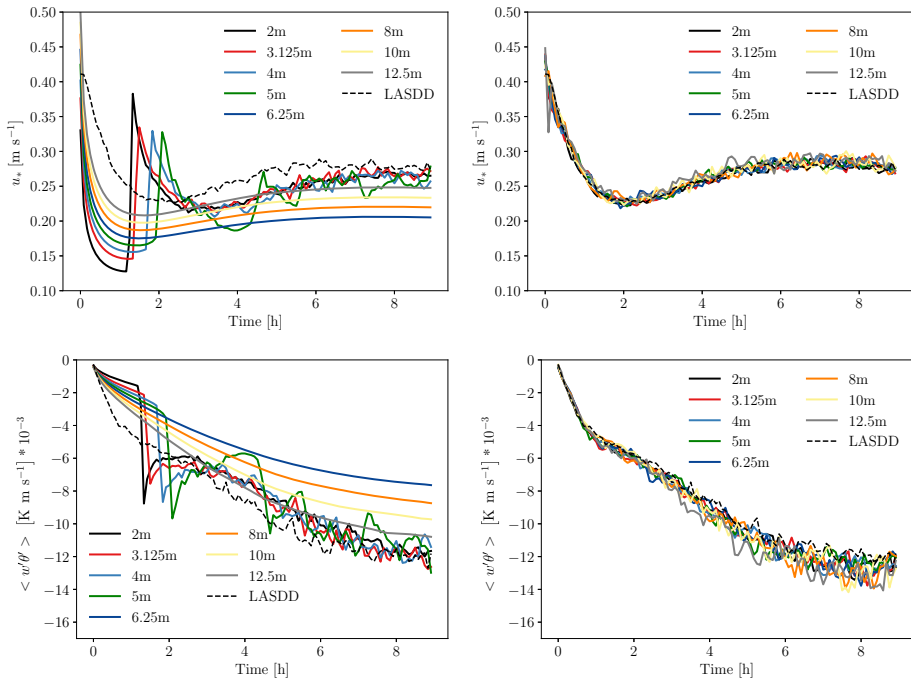 0.50
0.45
0.40
0.35
0.30
0.25
0.20
0.15
0.10
u* [m s−1]
0 2 4 6 8
Time [h]
2m 8m
3.125m 10m
4m 12.5m
5m LASDD
6.25m
0.50
0.45
0.40
0.35
0.30
0.25
0.20
0.15
0.10
u* [m s−1]
0 2 4 6 8
Time [h]
2m 8m
3.125m 10m
4m 12.5m
5m LASDD
6.25m
0
−2
−4
−6
−8
−10
−12
−14
−16
< w′θ′ > [K m s−1] * 10−3
0 2 4 6 8
Time [h]
2m 8m
3.125m 10m
4m 12.5m
5m LASDD
6.25m
0
−2
−4
−6
−8
−10
−12
−14
−16
< w′θ′ > [K m s−1] * 10−3
0 2 4 6 8
Time [h]
2m 8m
3.125m 10m
4m 12.5m
5m LASDD
6.25m